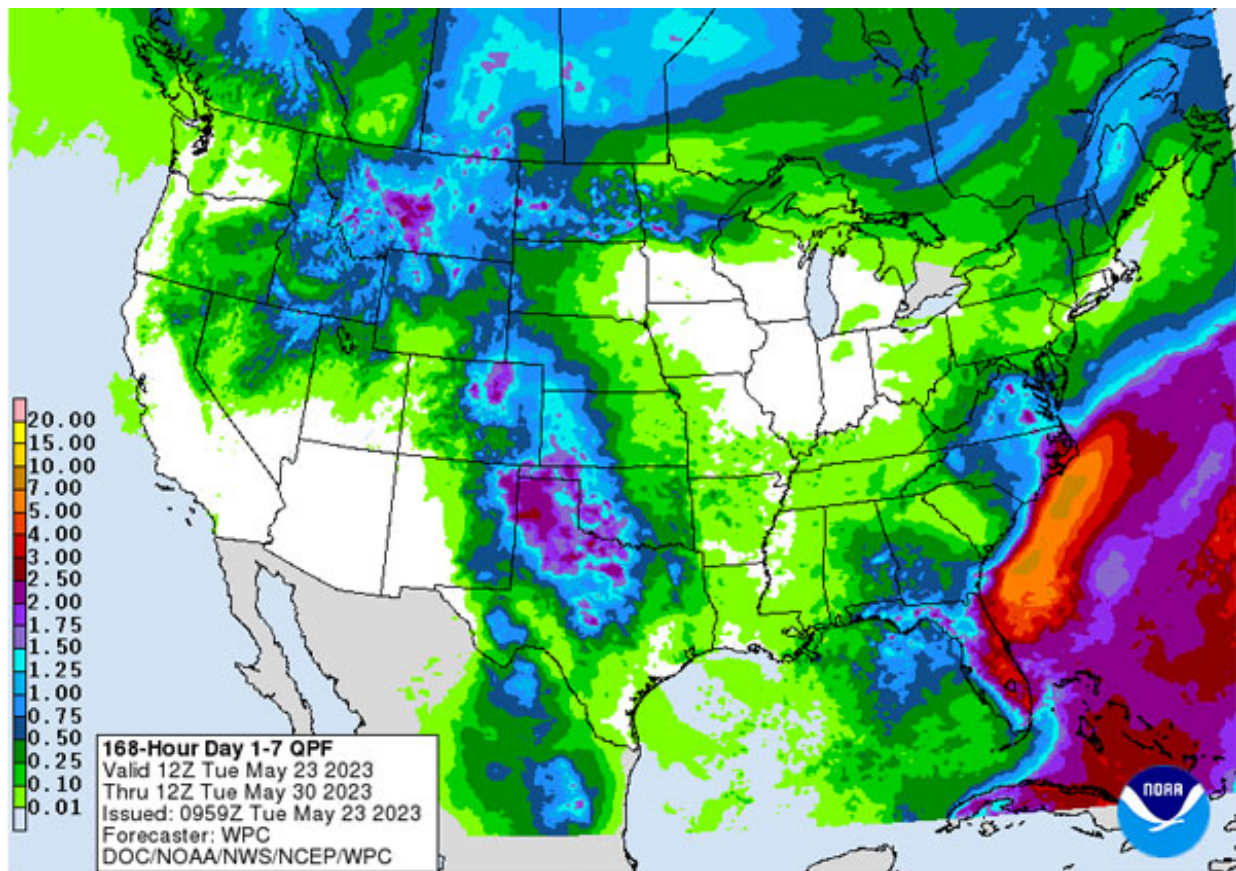 20.00
15.00
10.00
7.00
5.00
4.00
3.00
2.50
2.00
1.75
1.50
1.25
1.00
0.75
0.50
0.25
0.10
0.01
168-Hour Day 1-7 QPF
Valid 12Z Tue May 23 2023
Thru 12Z Tue May 30 2023
Issued: 0959Z Tue May 23 2023
Forecaster: WPC
DOC/NOAA/NWS/NCEP/WPC
NOAA